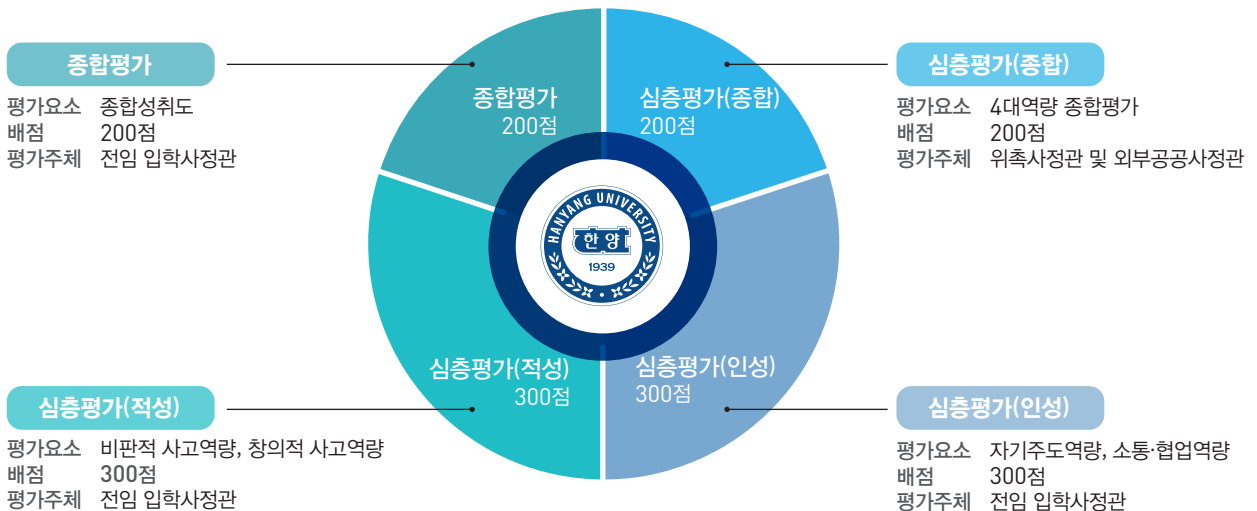 종합평가
평가요소 종합성취도
배점 200점
평가주체 전임 입학사정관
심층평가(종합)
평가요소 4대역량 종합평가
배점 200점
평가주체 위촉사정관 및 외부공공사정관
종합평가
200점
심층평가(종합)
200점
HANYANG UNIVERSITY
한양
1939
심층평가(적성)
300점
심층평가(인성)
300점
심층평가(적성)
평가요소 비판적 사고역량, 창의적 사고역량
배점 300점
평가주체 전임 입학사정관
심층평가(인성)
평가요소 자기주도역량, 소통·협업역량
배점 300점
평가주체 전임 입학사정관